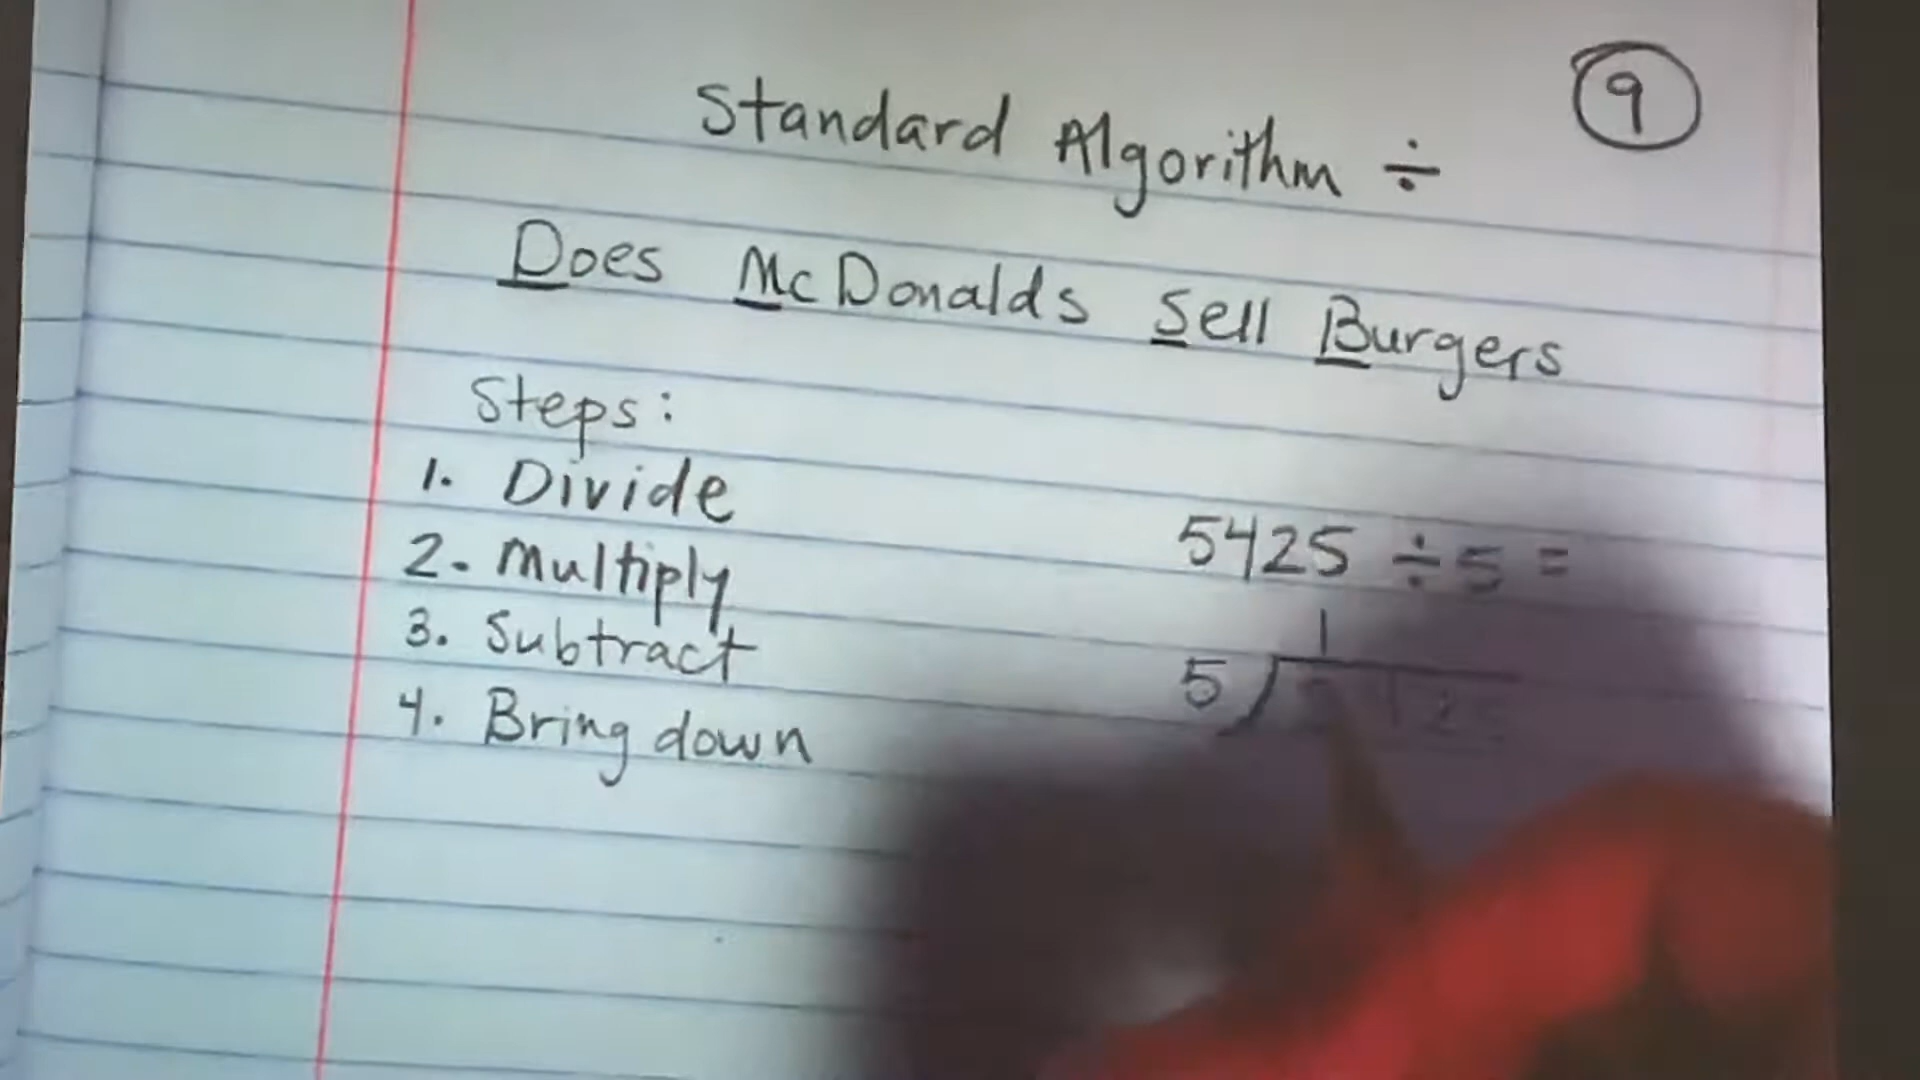 Standard Algorithm ÷
9
Does McDonalds Sell Burgers
Steps:
1. Divide
2. Multiply
3. Subtract
4. Bring down
5425 ÷ 5 =
1
5 5425